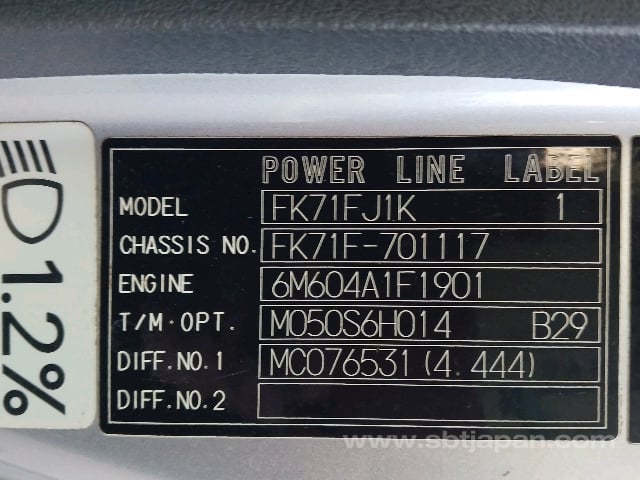 POWER LINE LABEL
MODEL FK71FJ1K 1
CHASSIS NO. FK71F-701117
ENGINE 6M604A1F1901
T/M·OPT. M050S6H014 B29
DIFF.NO.1 MC076531(4.444)
DIFF.NO.2
1.2%
www.sbtjapan.com